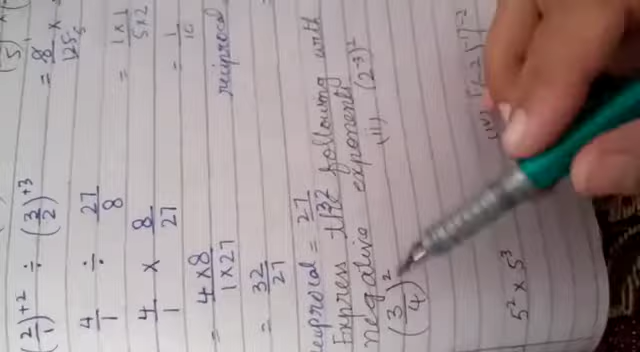 (2/1)^+2 ÷ (3/2)^+3
4/1 ÷ 27/8
4/1 × 8/27
= 4×8/1×27
= 32/27
= 8/125
= 1×1/5×2
= 1/10
reciprocal
reciprocal = 27/32
Express the following with
negative exponents
(3/4)^2 (ii) (2^-3)^2
5^2 × 5^3 (iv)